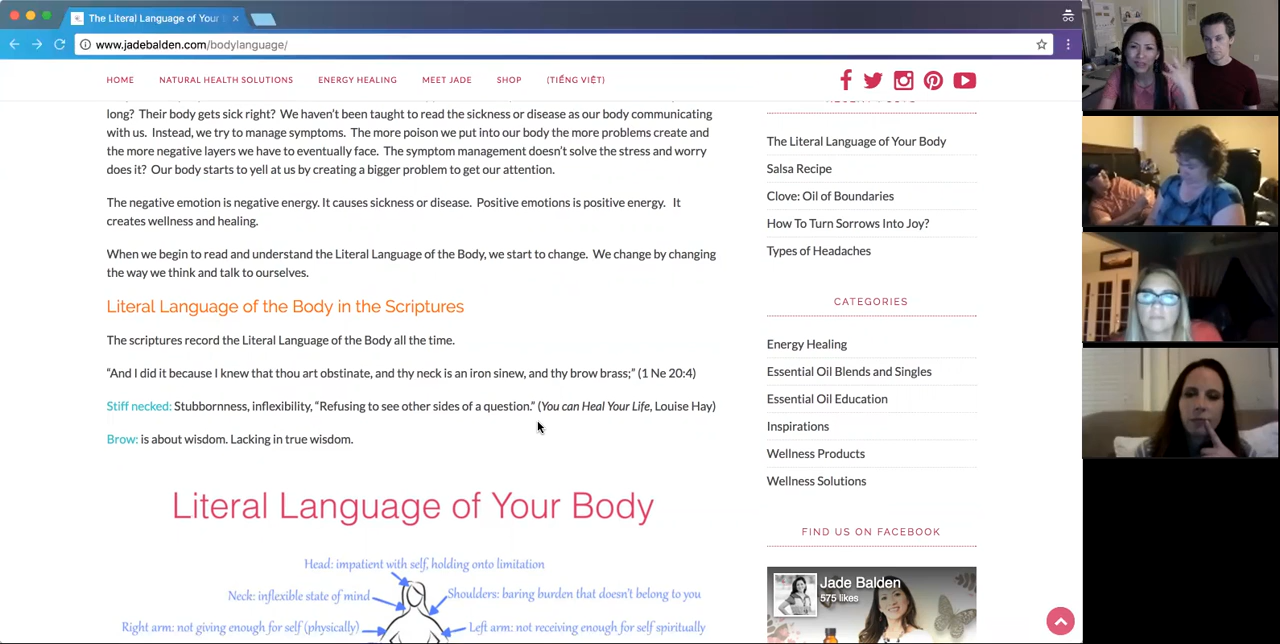 The Literal Language of Your
www.jadebalden.com/bodylanguage/
HOME NATURAL HEALTH SOLUTIONS ENERGY HEALING MEET JADE SHOP (TIẾNG VIỆT)
long? Their body gets sick right? We haven't been taught to read the sickness or disease as our body communicating
with us. Instead, we try to manage symptoms. The more poison we put into our body the more problems create and
the more negative layers we have to eventually face. The symptom management doesn't solve the stress and worry
does it? Our body starts to yell at us by creating a bigger problem to get our attention.
The negative emotion is negative energy. It causes sickness or disease. Positive emotions is positive energy. It
creates wellness and healing.
When we begin to read and understand the Literal Language of the Body, we start to change. We change by changing
the way we think and talk to ourselves.
Literal Language of the Body in the Scriptures
The scriptures record the Literal Language of the Body all the time.
“And I did it because I knew that thou art obstinate, and thy neck is an iron sinew, and thy brow brass;” (1 Ne 20:4)
Stiff necked: Stubbornness, inflexibility, “Refusing to see other sides of a question.” (You can Heal Your Life, Louise Hay)
Brow: is about wisdom. Lacking in true wisdom.
Literal Language of Your Body
Head: impatient with self, holding onto limitation
Neck: inflexible state of mind
Shoulders: baring burden that doesn't belong to you
Right arm: not giving enough for self (physically)
Left arm: not receiving enough for self spiritually
RECENT POSTS
The Literal Language of Your Body
Salsa Recipe
Clove: Oil of Boundaries
How To Turn Sorrows Into Joy?
Types of Headaches
CATEGORIES
Energy Healing
Essential Oil Blends and Singles
Essential Oil Education
Inspirations
Wellness Products
Wellness Solutions
FIND US ON FACEBOOK
Jade Balden
575 likes